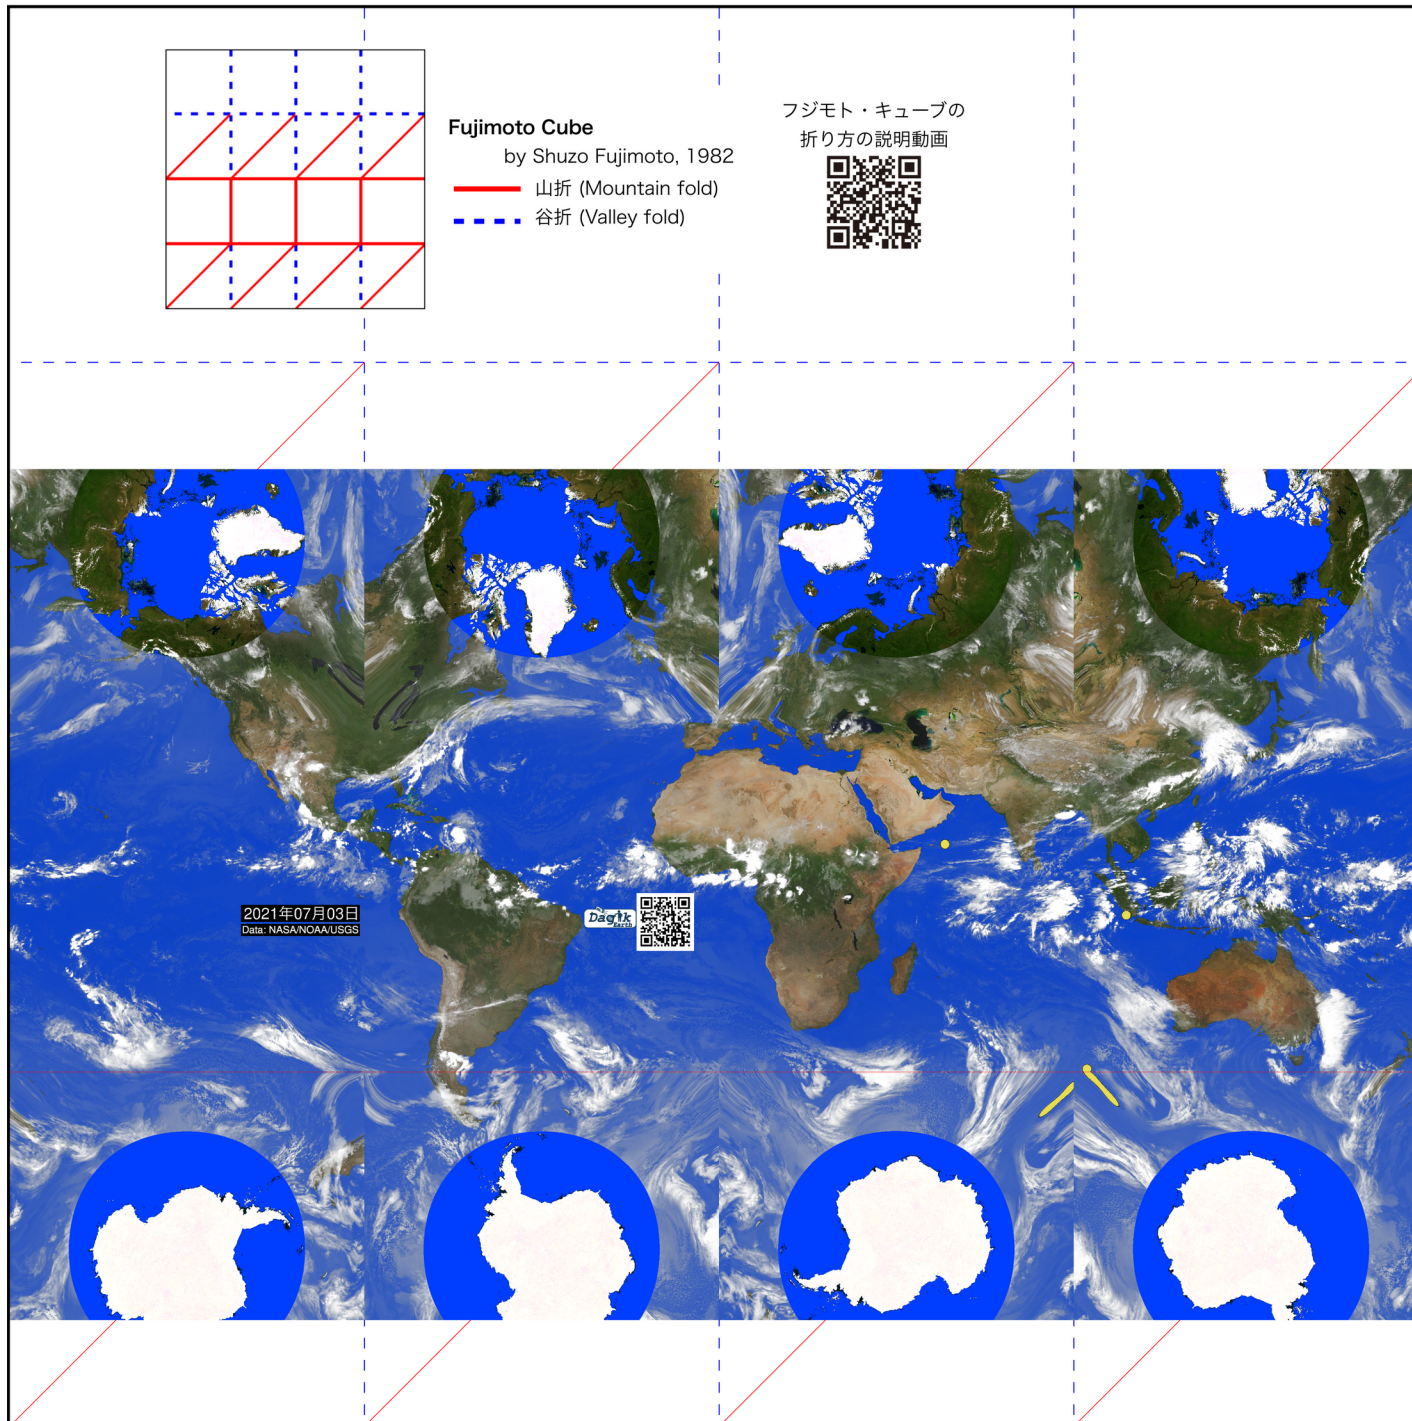 Fujimoto Cube
by Shuzo Fujimoto, 1982
山折 (Mountain fold)
谷折 (Valley fold)
フジモト・キューブの
折り方の説明動画
2021年07月03日
Data: NASA/NOAA/USGS
Dagik
Earth